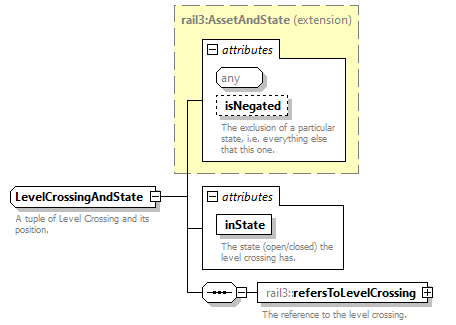 rail3:AssetAndState (extension)
attributes
any
isNegated
The exclusion of a particular
state, i.e. everything else
that this one.
LevelCrossingAndState
A tuple of Level Crossing and its
position.
attributes
inState
The state (open/closed) the
level crossing has.
rail3::refersToLevelCrossing
The reference to the level crossing.